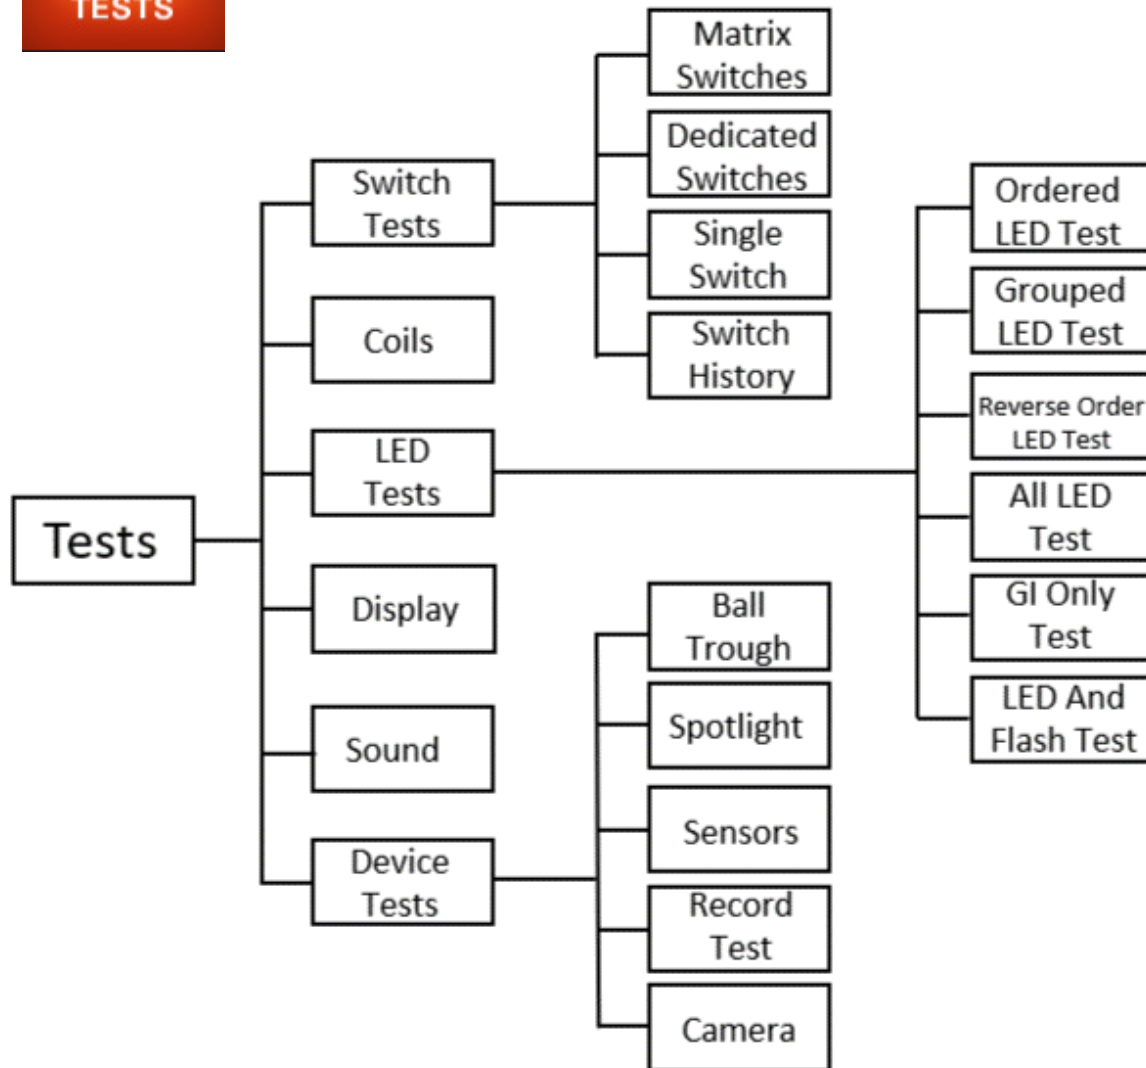 TESTS
Tests
Switch
Tests
Coils
LED
Tests
Display
Sound
Device
Tests
Matrix
Switches
Dedicated
Switches
Single
Switch
Switch
History
Ball
Trough
Spotlight
Sensors
Record
Test
Camera
Ordered
LED Test
Grouped
LED Test
Reverse Order
LED Test
All LED
Test
GI Only
Test
LED And
Flash Test